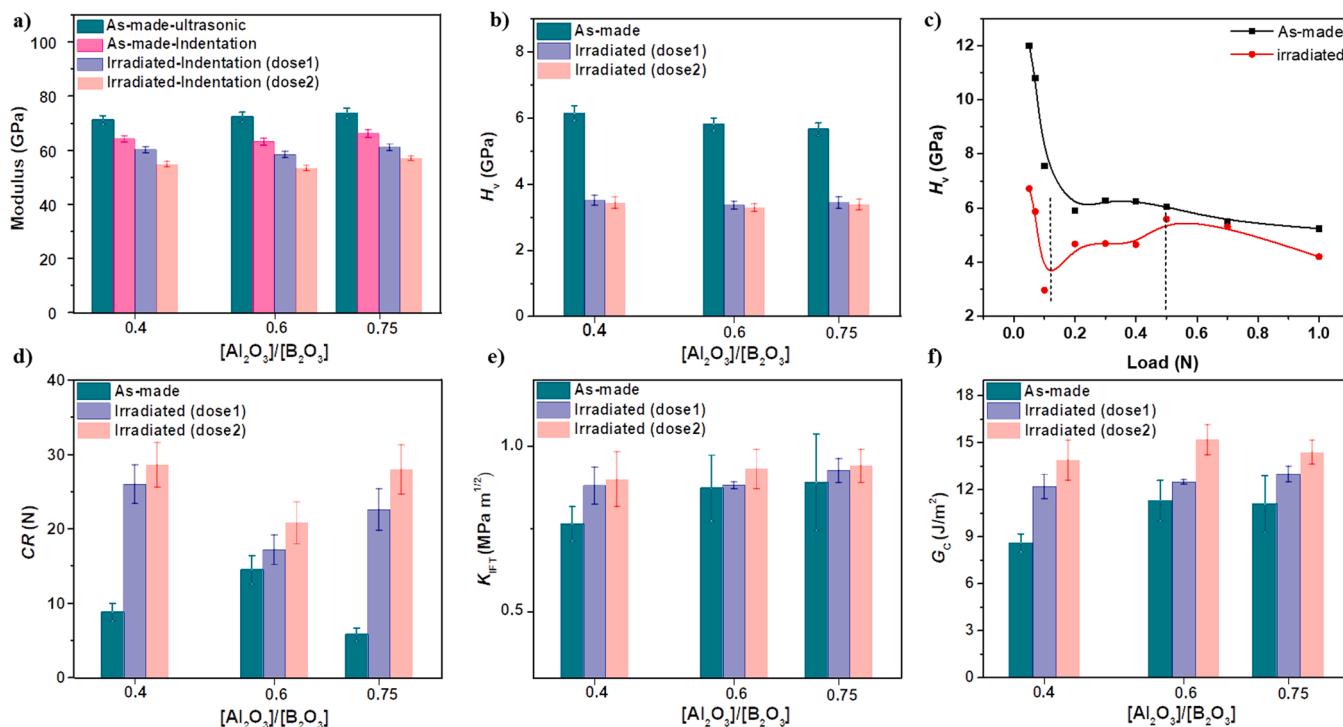 a)
As-made-ultrasonic
As-made-Indentation
Irradiated-Indentation (dose1)
Irradiated-Indentation (dose2)
100
80
60
40
20
0
Modulus (GPa)
0.4 0.6 0.75
[Al₂O₃]/[B₂O₃]
b)
As-made
Irradiated (dose1)
Irradiated (dose2)
8
6
4
2
0
Hᵥ (GPa)
0.4 0.6 0.75
[Al₂O₃]/[B₂O₃]
c)
As-made
irradiated
12
10
8
6
4
2
Hᵥ (GPa)
0.0 0.2 0.4 0.6 0.8 1.0
Load (N)
d)
As-made
Irradiated (dose1)
Irradiated (dose2)
40
30
20
10
0
CR (N)
0.4 0.6 0.75
[Al₂O₃]/[B₂O₃]
e)
As-made
Irradiated (dose1)
Irradiated (dose2)
1.0
0.5
K_IFT (MPa m^1/2)
0.4 0.6 0.75
[Al₂O₃]/[B₂O₃]
f)
As-made
Irradiated (dose1)
Irradiated (dose2)
18
15
12
9
6
3
0
G_C (J/m²)
0.4 0.6 0.75
[Al₂O₃]/[B₂O₃]